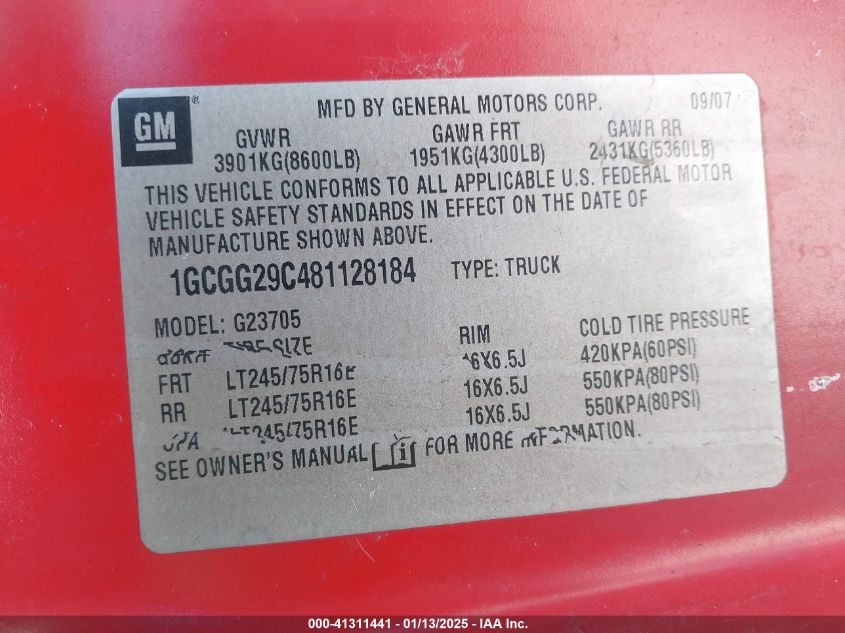 GM ® MFD BY GENERAL MOTORS CORP. 09/07
GVWR GAWR FRT GAWR RR
3901KG(8600LB) 1951KG(4300LB) 2431KG(5360LB)
THIS VEHICLE CONFORMS TO ALL APPLICABLE U.S. FEDERAL MOTOR
VEHICLE SAFETY STANDARDS IN EFFECT ON THE DATE OF
MANUFACTURE SHOWN ABOVE.
1GCGG29C481128184 TYPE: TRUCK
MODEL: G23705
SIZE RIM COLD TIRE PRESSURE
FRT LT245/75R16E 16X6.5J 420KPA(60PSI)
RR LT245/75R16E 16X6.5J 550KPA(80PSI)
LT245/75R16E 16X6.5J 550KPA(80PSI)
SEE OWNER'S MANUAL i FOR MORE INFORMATION.
000-41311441 - 01/13/2025 - IAA Inc.